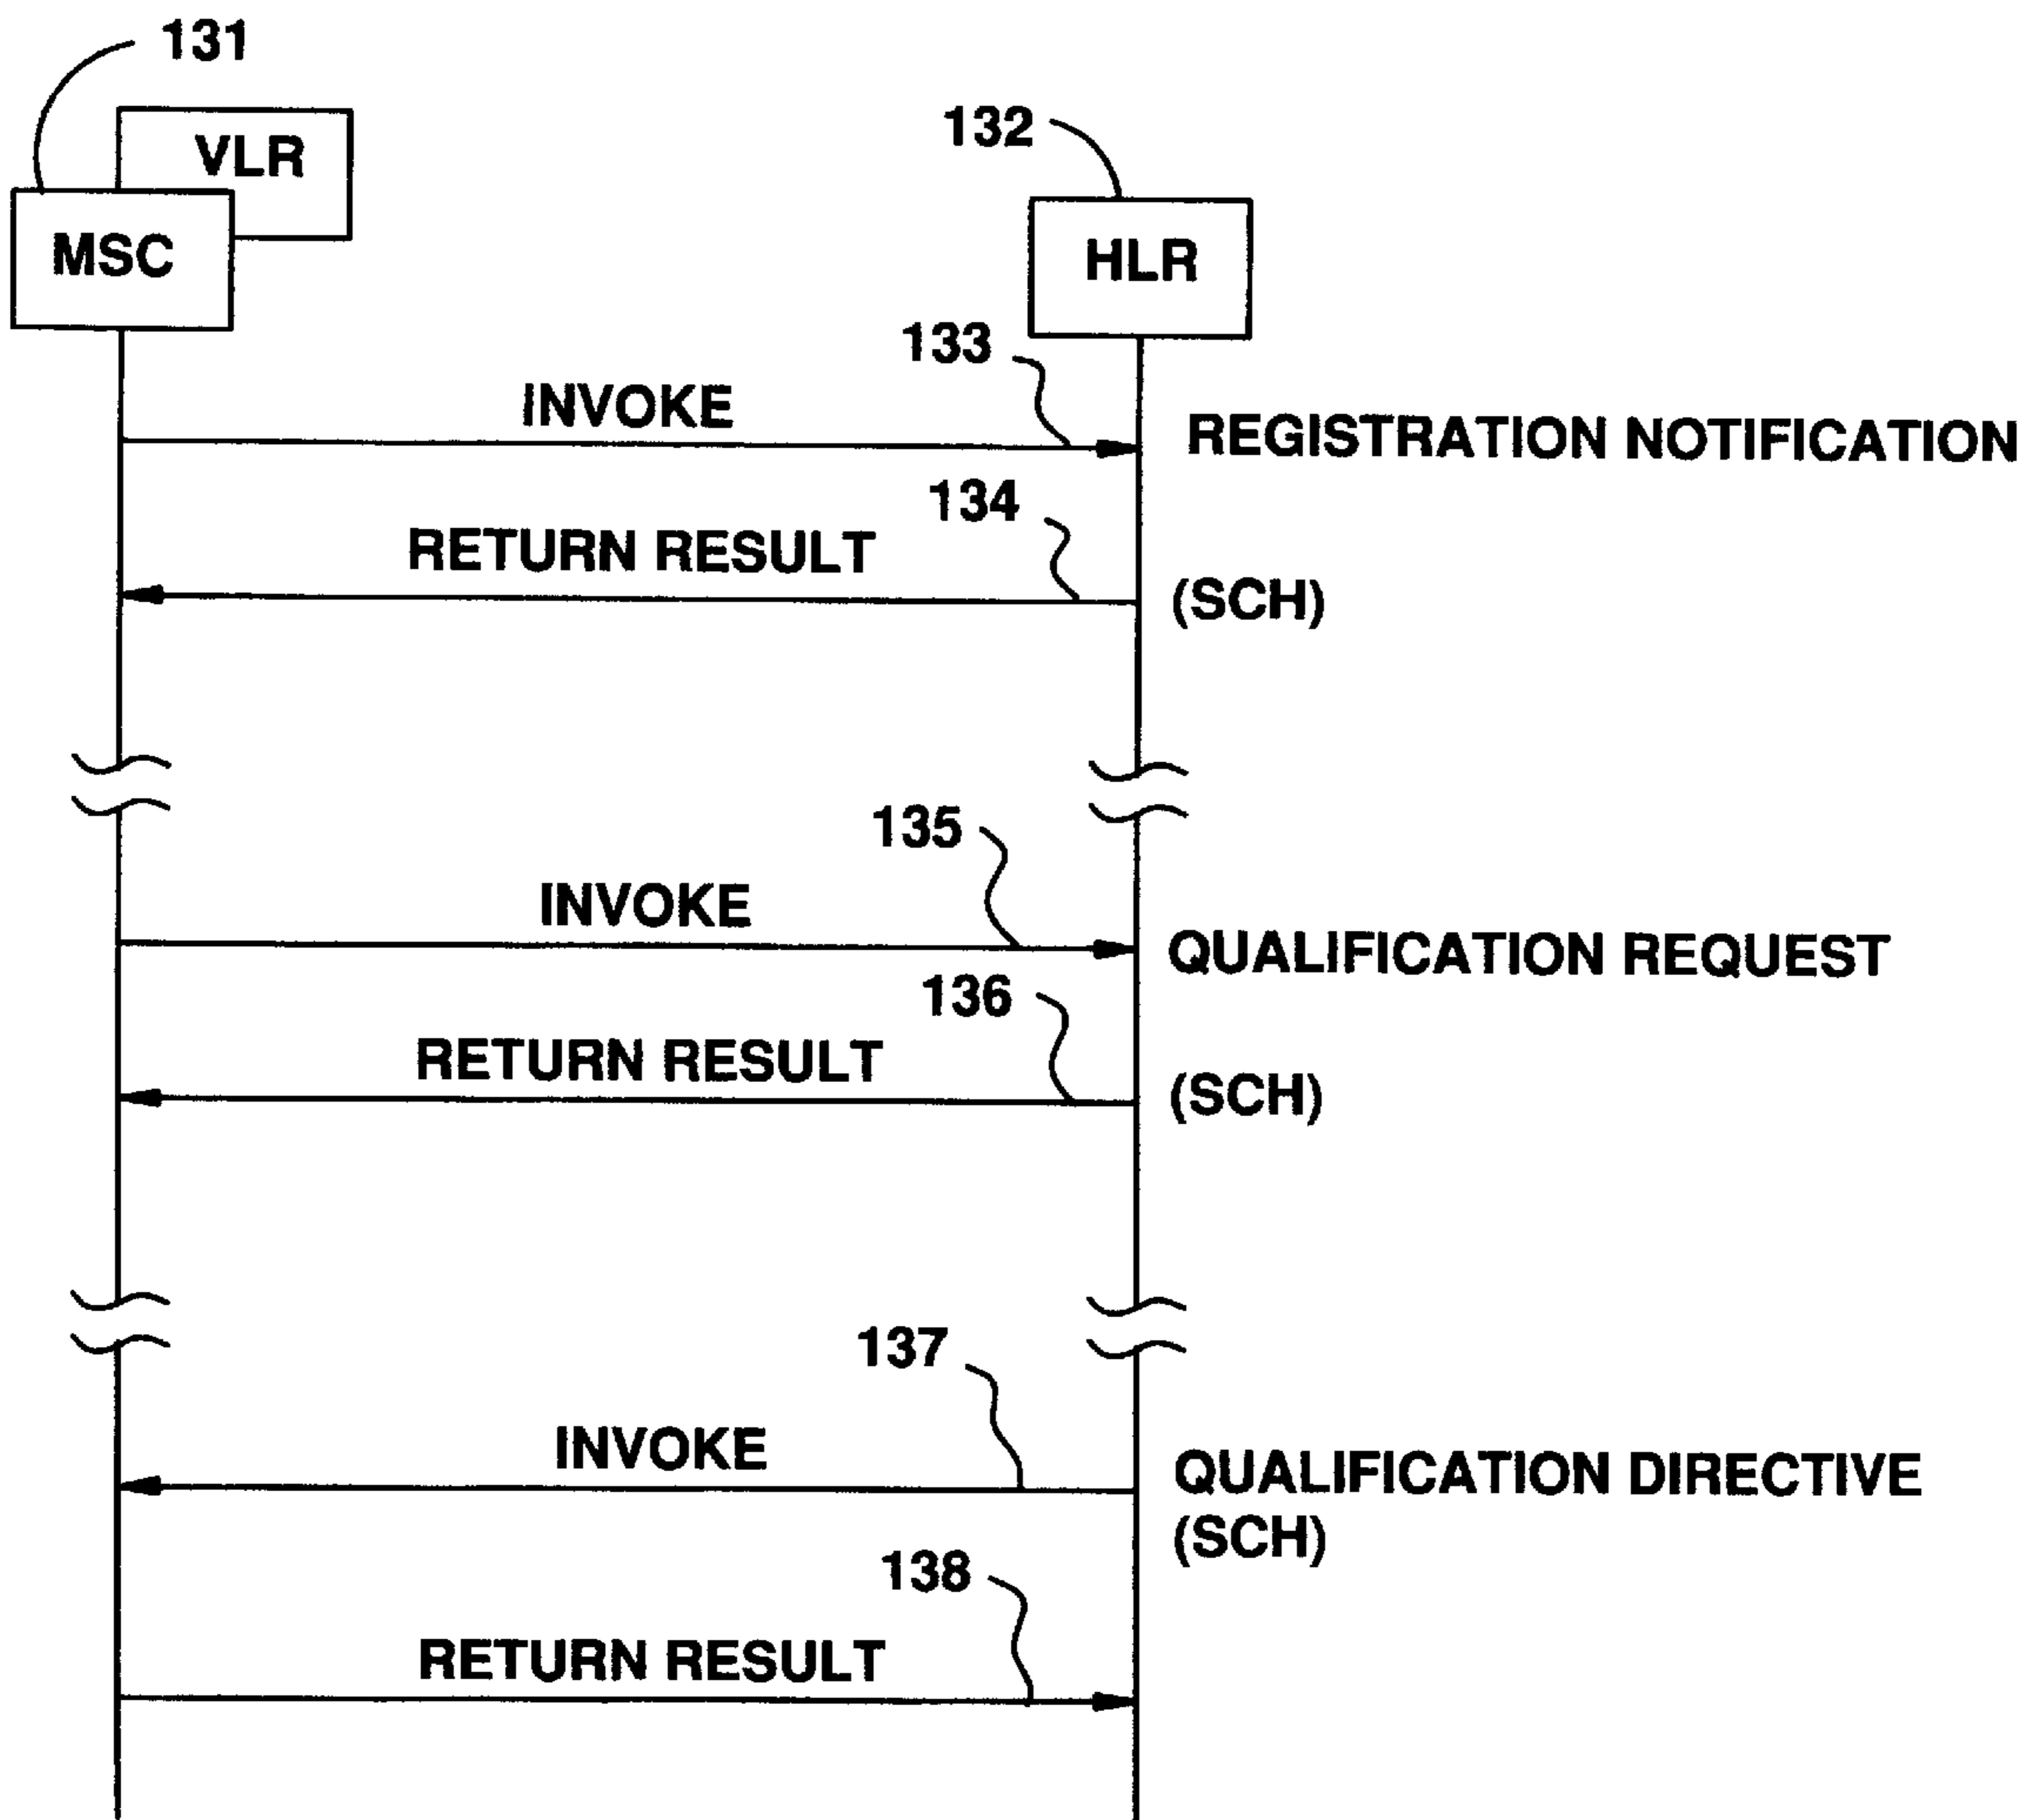 131
VLR
132
MSC
HLR
133
INVOKE
REGISTRATION NOTIFICATION
134
RETURN RESULT
(SCH)
135
INVOKE
QUALIFICATION REQUEST
136
RETURN RESULT
(SCH)
137
INVOKE
QUALIFICATION DIRECTIVE
(SCH)
138
RETURN RESULT